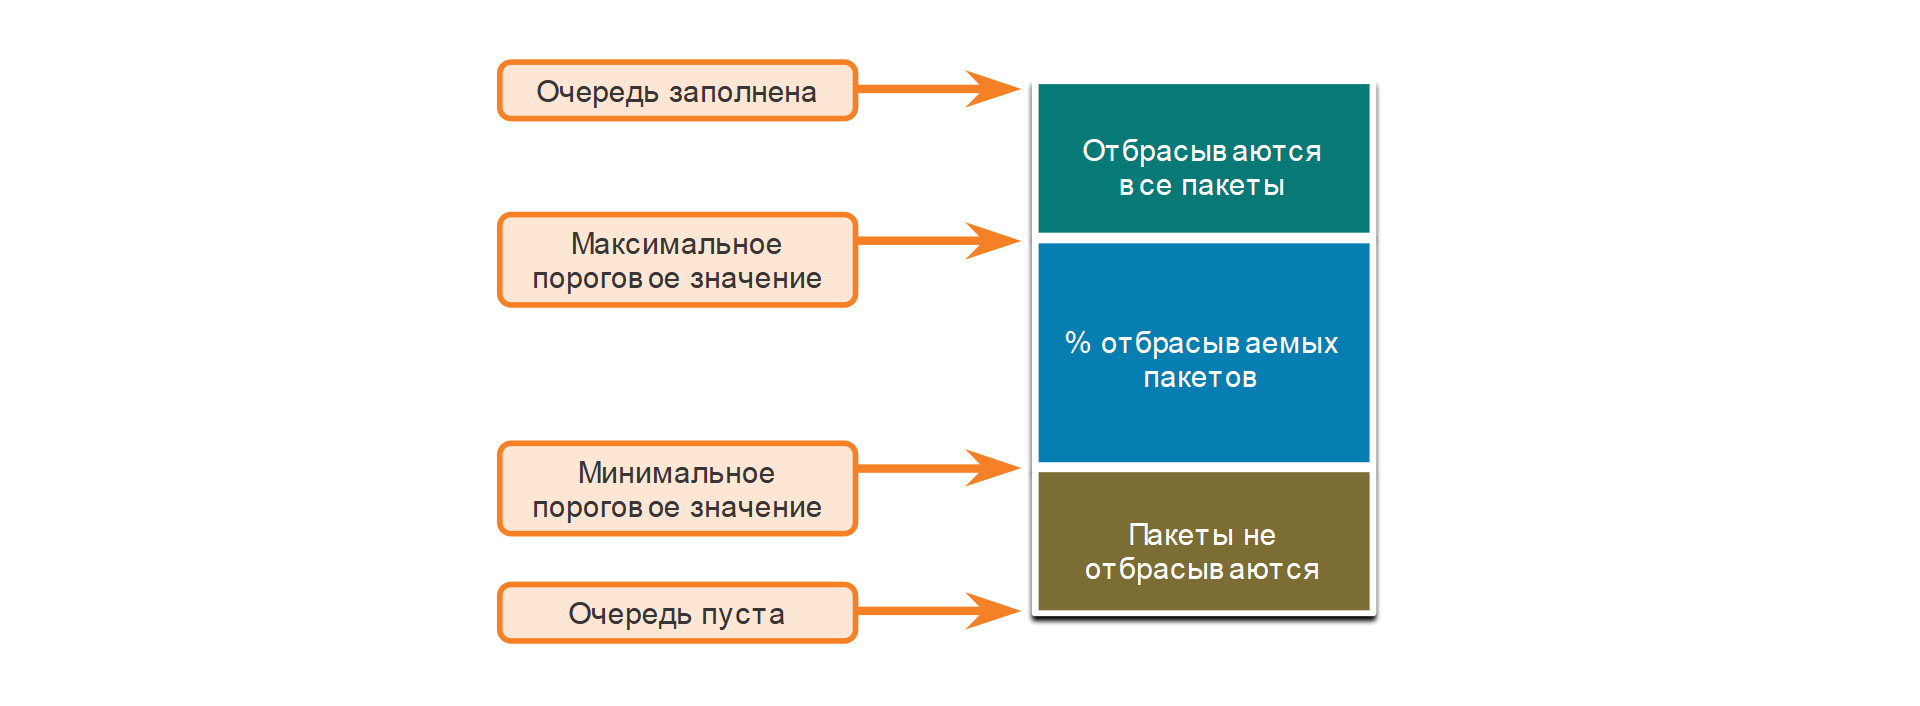 Очередь заполнена
Максимальное
пороговое значение
Минимальное
пороговое значение
Очередь пуста
Отбрасываются
все пакеты
% отбрасываемых
пакетов
Пакеты не
отбрасываются